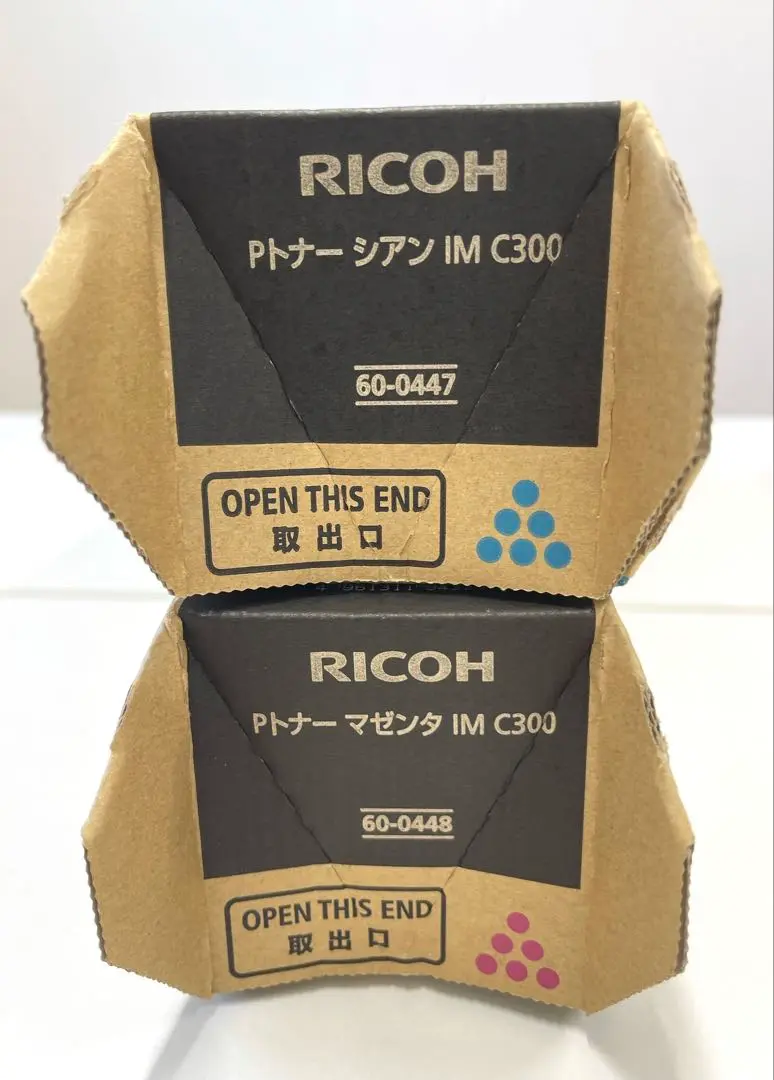 RICOH
Pトナー シアン IM C300
60-0447
OPEN THIS END
取出口
RICOH
Pトナー マゼンタ IM C300
60-0448
OPEN THIS END
取出口